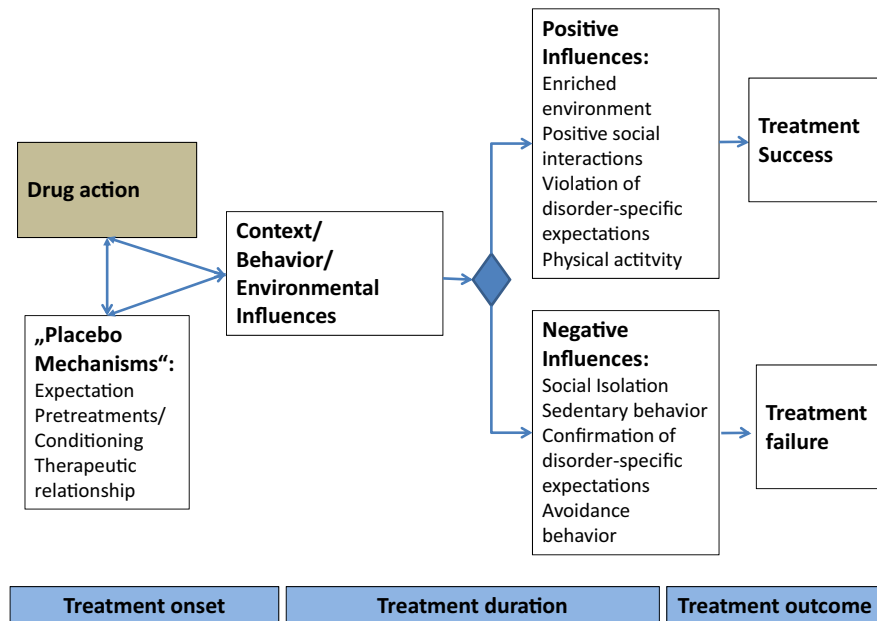 Drug action
„Placebo
Mechanisms“:
Expectation
Pretreatments/
Conditioning
Therapeutic
relationship
Context/
Behavior/
Environmental
Influences
Positive
Influences:
Enriched
environment
Positive social
interactions
Violation of
disorder-specific
expectations
Physical actitvity
Treatment
Success
Negative
Influences:
Social Isolation
Sedentary behavior
Confirmation of
disorder-specific
expectations
Avoidance
behavior
Treatment
failure
Treatment onset
Treatment duration
Treatment outcome